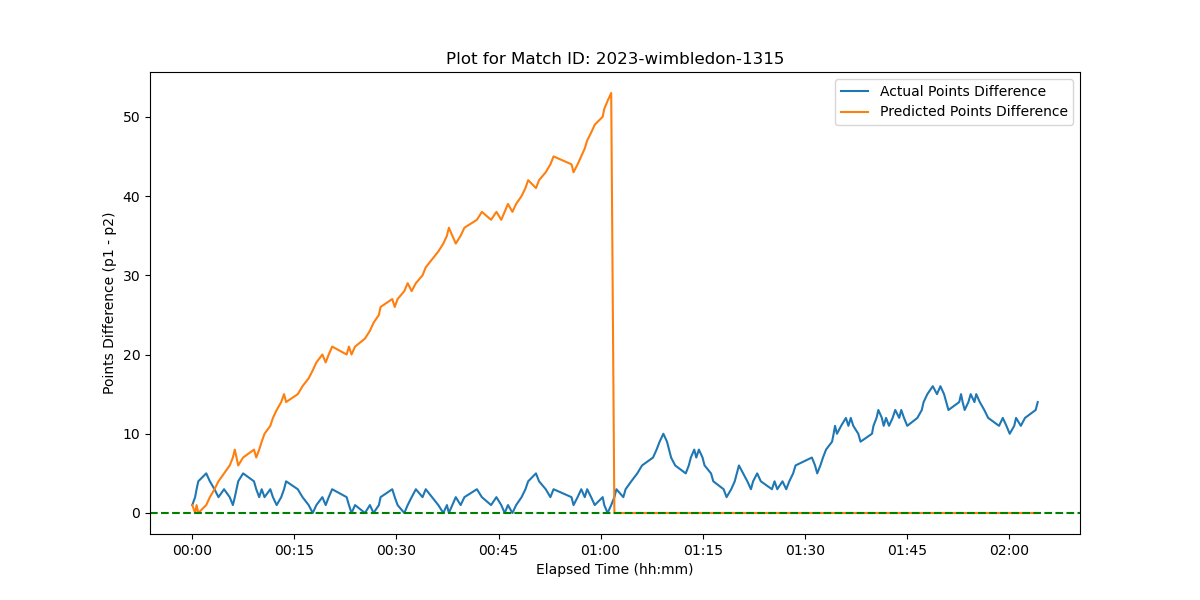 Plot for Match ID: 2023-wimbledon-1315
Actual Points Difference
Predicted Points Difference
Points Difference (p1 - p2)
50
40
30
20
10
0
00:00 00:15 00:30 00:45 01:00 01:15 01:30 01:45 02:00
Elapsed Time (hh:mm)